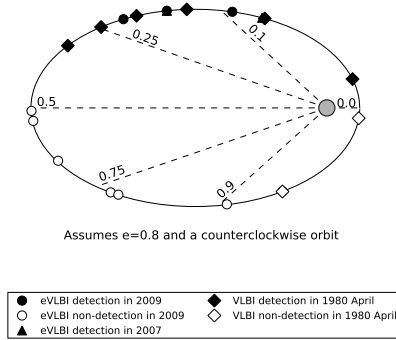 0.1
0.25
0.5
0.0
0.75
0.9
Assumes e=0.8 and a counterclockwise orbit
eVLBI detection in 2009
VLBI detection in 1980 April
eVLBI non-detection in 2009
VLBI non-detection in 1980 April
eVLBI detection in 2007